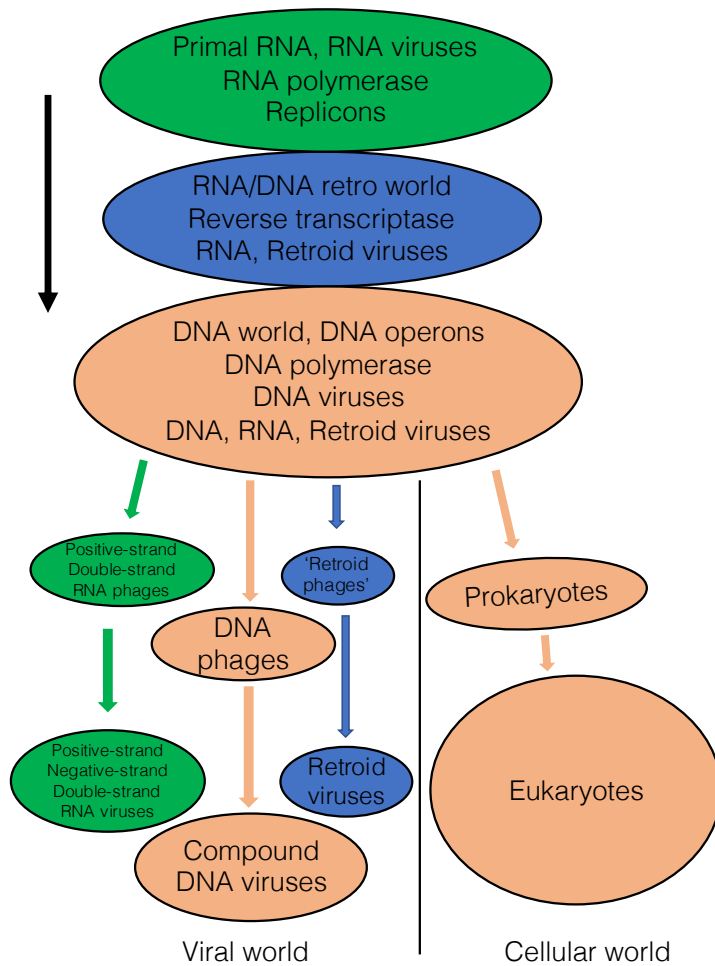 Primal RNA, RNA viruses
RNA polymerase
Replicons
RNA/DNA retro world
Reverse transcriptase
RNA, Retroid viruses
DNA world, DNA operons
DNA polymerase
DNA viruses
DNA, RNA, Retroid viruses
Positive-strand
Double-strand
RNA phages
‘Retroid
phages’
Prokaryotes
DNA
phages
Positive-strand
Negative-strand
Double-strand
RNA viruses
Retroid
viruses
Eukaryotes
Compound
DNA viruses
Viral world
Cellular world